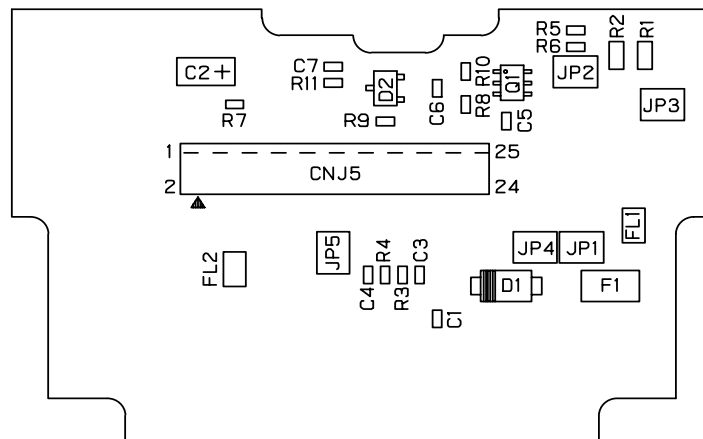 R5
R6
R2
R1
C7
R11
C2+
D2
R10
Q1
JP2
JP3
C6
R8
C5
R7
R9
1
25
CNJ5
2
24
FL1
JP5
JP4
JP1
FL2
R4
C3
C4
R3
D1
F1
C1